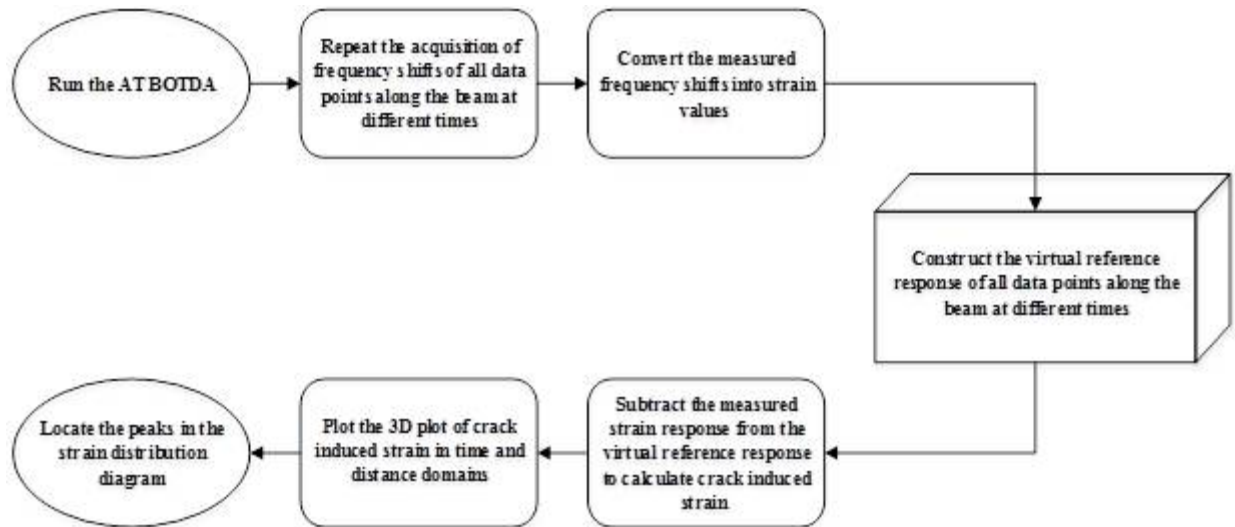 Run the AT BOTDA
Repeat the acquisition of
frequency shifts of all data
points along the beam at
different times
Convert the measured
frequency shifts into strain
values
Construct the virtual reference
response of all data points along the
beam at different times
Subtract the measured
strain response from the
virtual reference response
to calculate crack induced
strain
Plot the 3D plot of crack
induced strain in time and
distance domains
Locate the peaks in the
strain distribution
diagram